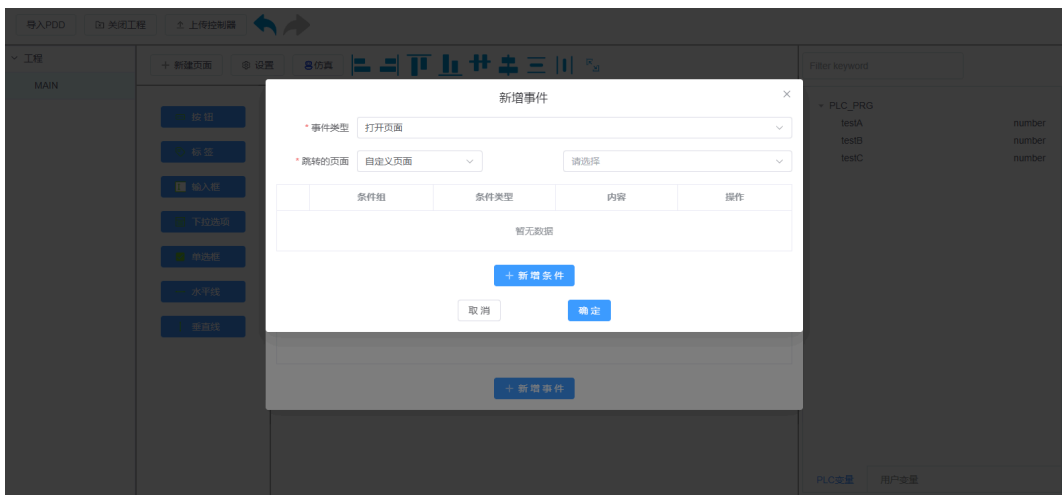 导入PDD 关闭工程 上传控制器
工程
MAIN
+ 新建页面 设置 8仿真
Filter keyword
按钮
标签
输入框
下拉选项
单选框
水平线
垂直线
新增事件 ×
* 事件类型 打开页面
* 跳转的页面 自定义页面 请选择
条件组 条件类型 内容 操作
暂无数据
+ 新增条件
取消 确定
+ 新增事件
PLC_PRG
testA number
testB number
testC number
PLC变量 用户变量